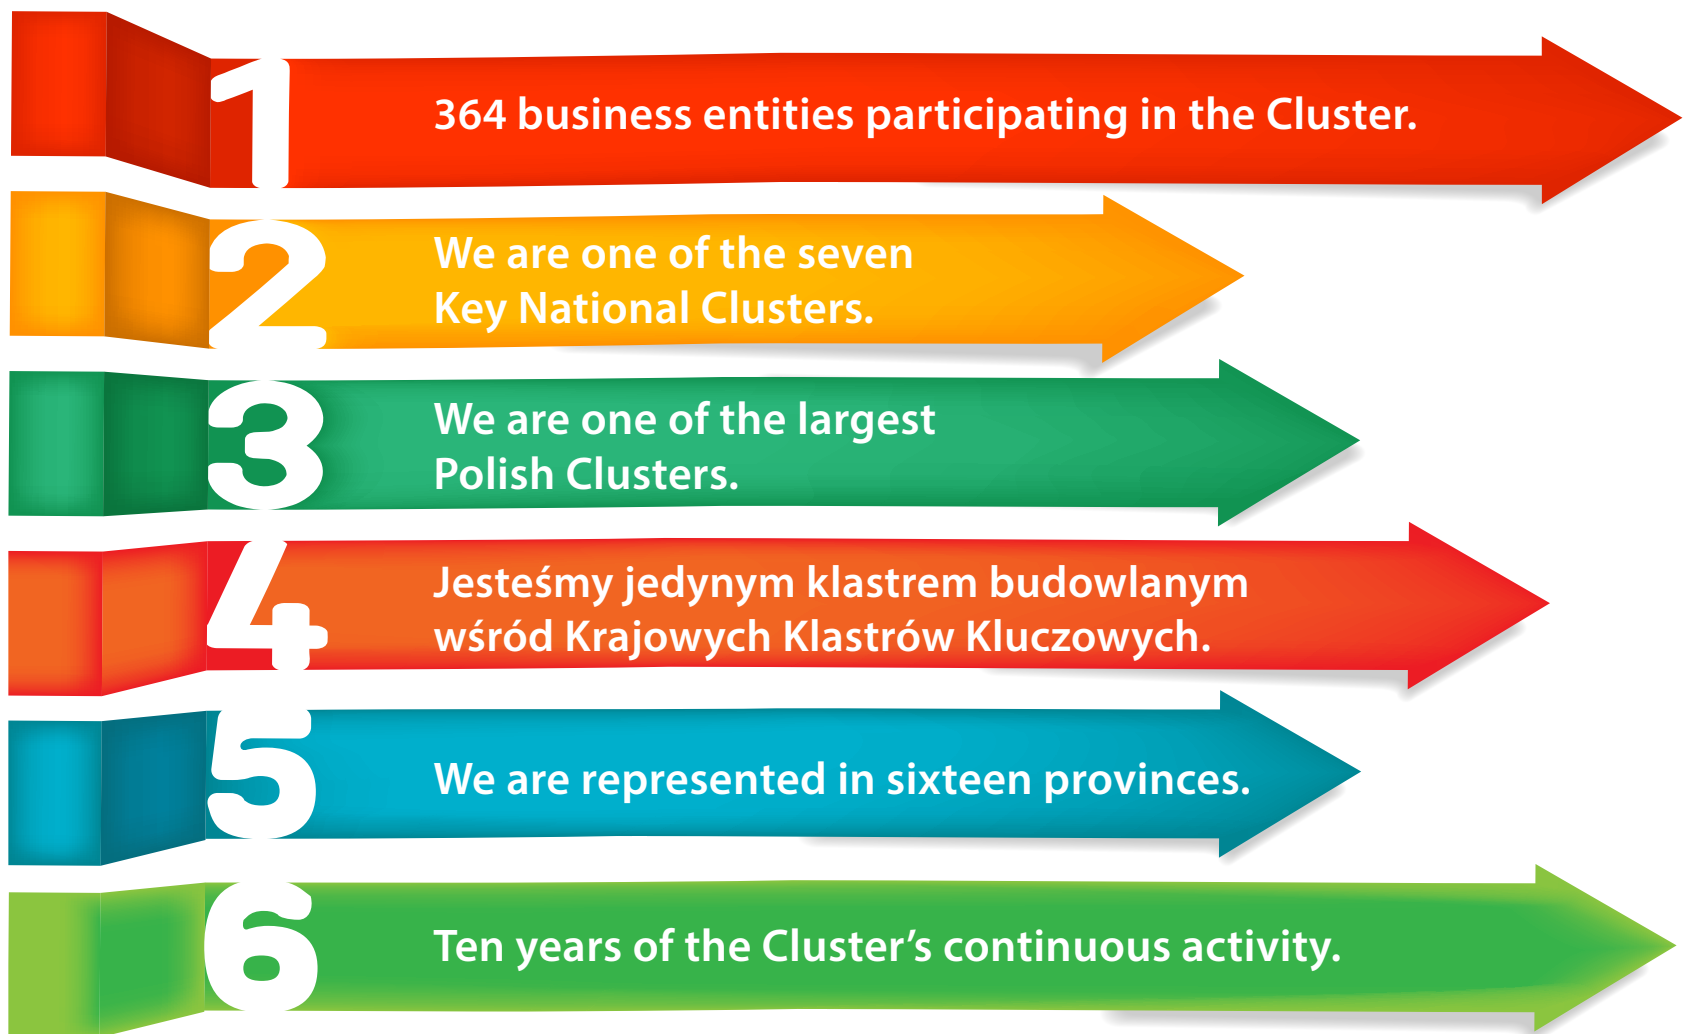 1
364 business entities participating in the Cluster.
2
We are one of the seven
Key National Clusters.
3
We are one of the largest
Polish Clusters.
4
Jesteśmy jedynym klastrem budowlanym
wśród Krajowych Klastrów Kluczowych.
5
We are represented in sixteen provinces.
6
Ten years of the Cluster’s continuous activity.